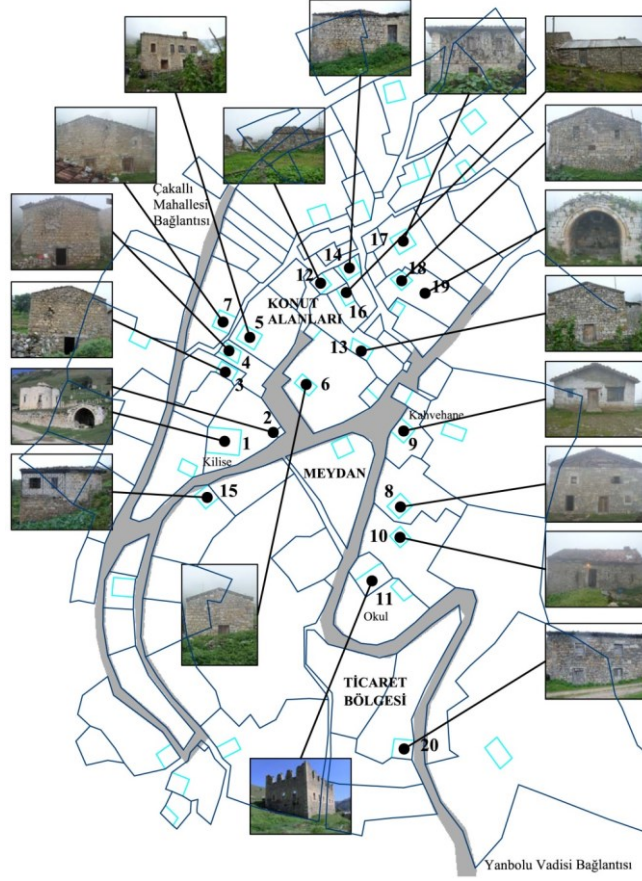 Çakallı
Mahallesi
Bağlantısı
17
14
18
12
19
16
KONUT
ALANLARI
7
5
13
4
3
6
Kahvehane
2
1
9
Kilise
MEYDAN
15
8
10
11
Okul
TİCARET
BÖLGESİ
20
Yanbolu Vadisi Bağlantısı